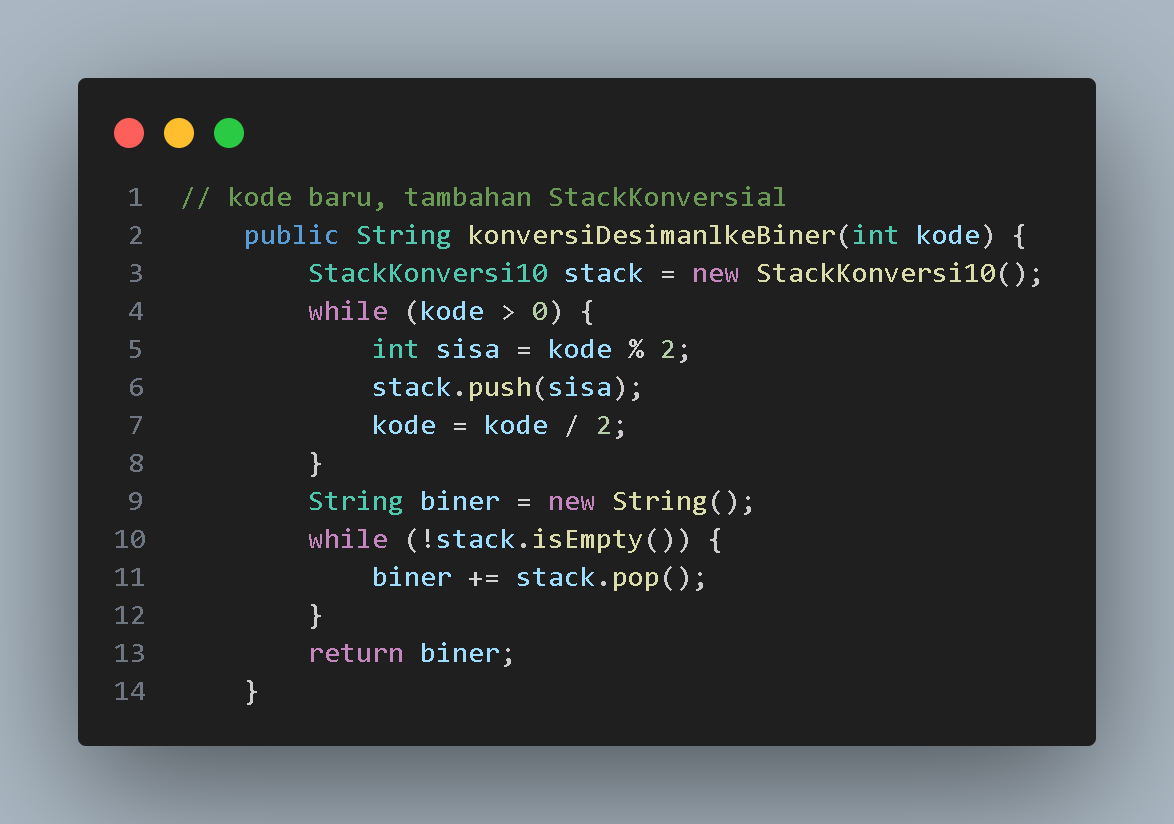 1 // kode baru, tambahan StackKonversial
2 public String konversiDesimanlkeBiner(int kode) {
3 StackKonversi10 stack = new StackKonversi10();
4 while (kode > 0) {
5 int sisa = kode % 2;
6 stack.push(sisa);
7 kode = kode / 2;
8 }
9 String biner = new String();
10 while (!stack.isEmpty()) {
11 biner += stack.pop();
12 }
13 return biner;
14 }